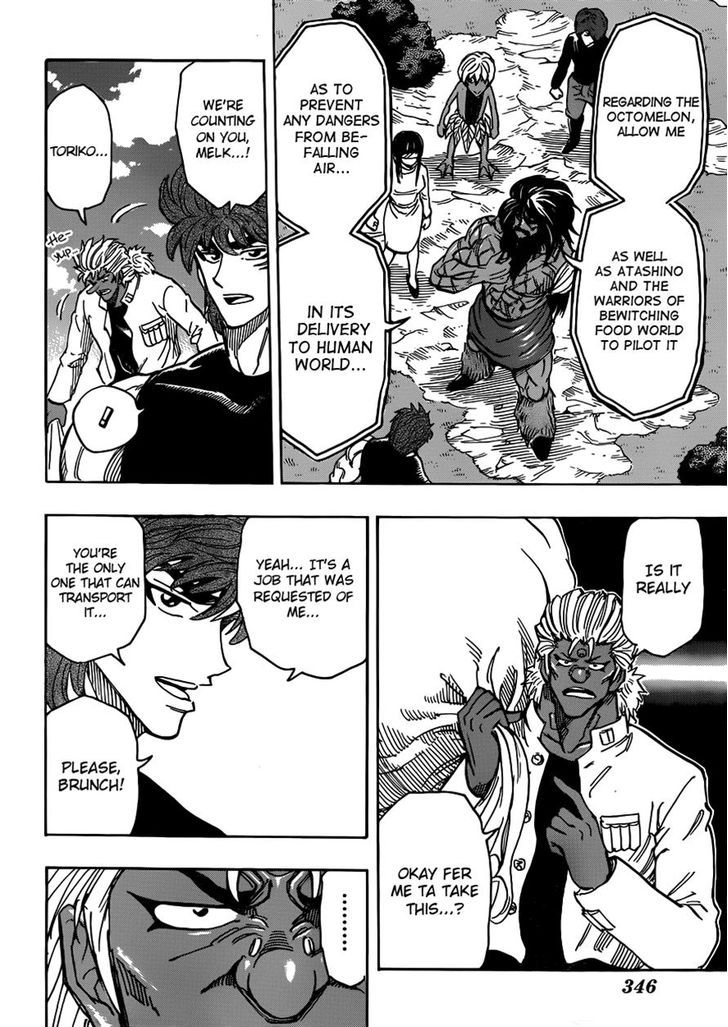 REGARDING THE
OCTOMELON,
ALLOW ME
AS WELL
AS ATASHINO
AND THE
WARRIORS OF
BEWITCHING
FOOD WORLD
TO PILOT IT
AS TO
PREVENT
ANY DANGERS
FROM BE-
FALLING
AIR...
IN ITS
DELIVERY
TO HUMAN
WORLD...
WE'RE
COUNTING
ON YOU,
MELK...!
TORIKO...
He-
yup..
!
IS IT
REALLY
OKAY FER
ME TA TAKE
THIS...?
YEAH... IT'S A
JOB THAT WAS
REQUESTED OF
ME...
YOU'RE
THE ONLY
ONE THAT CAN
TRANSPORT
IT...
PLEASE,
BRUNCH!
........
346